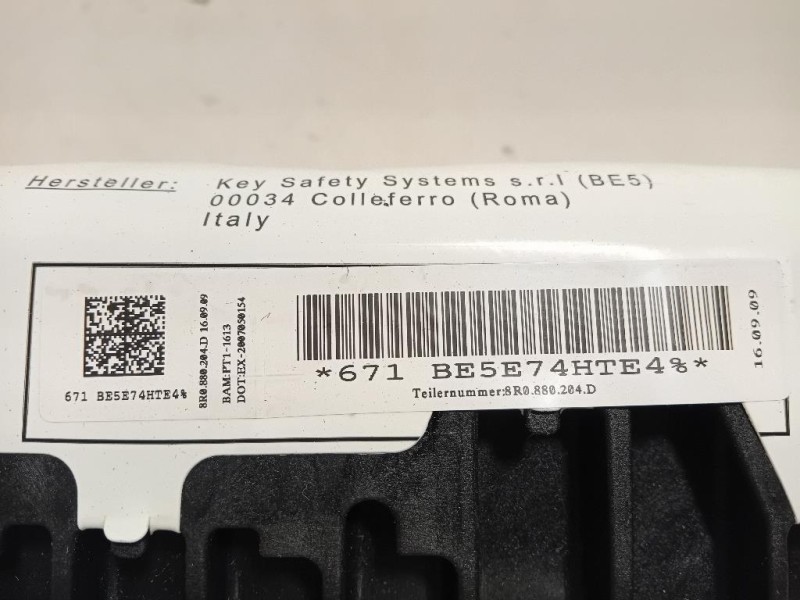 Hersteller: Key Safety Systems s.r.l (BE5)
00034 Colleferro (Roma)
Italy
671 BE5E74HTE4%
8R0.880.204.D 16.09.09
BAM:PT1-1613
DOT:EX-2007050154
*671 BE5E74HTE4%*
Teilernummer:8R0.880.204.D
16.09.09